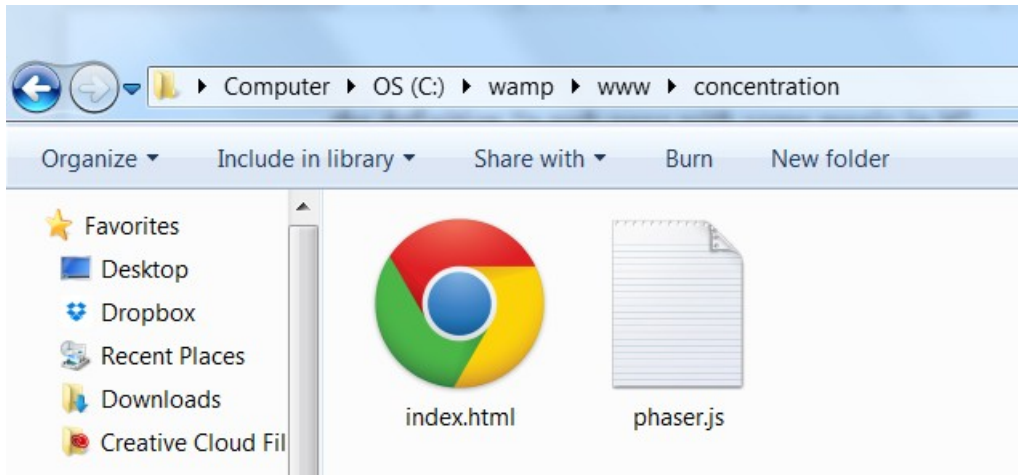 Computer OS (C:) wamp www concentration
Organize Include in library Share with Burn New folder
Favorites
Desktop
Dropbox
Recent Places
Downloads
Creative Cloud Fil
index.html
phaser.js